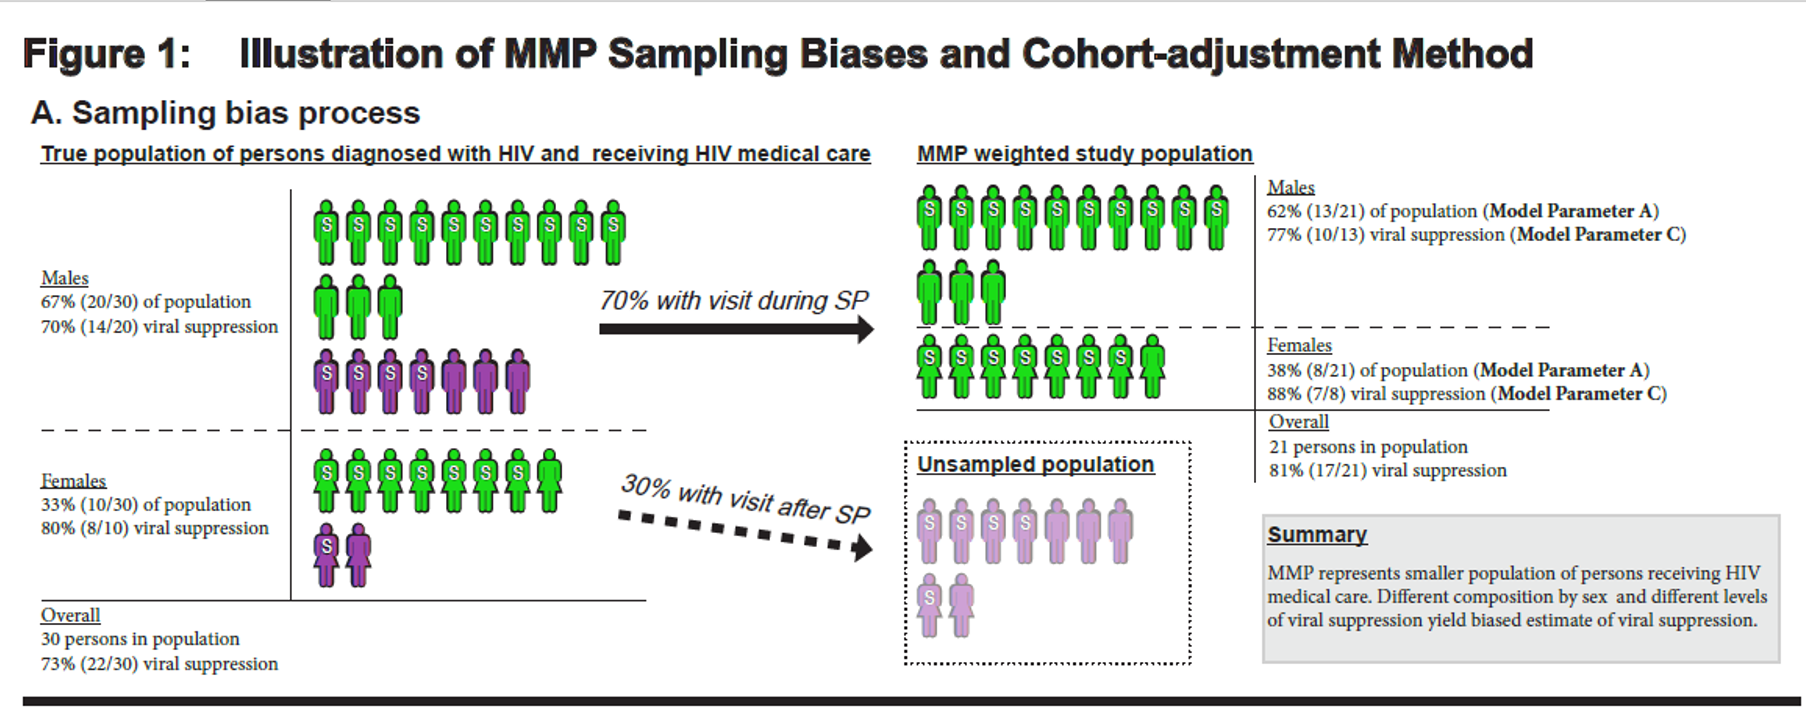 Figure 1: Illustration of MMP Sampling Biases and Cohort-adjustment Method
A. Sampling bias process
True population of persons diagnosed with HIV and receiving HIV medical care
S S S S S S S S S S
Males
67% (20/30) of population
70% (14/20) viral suppression
S S S S
Females
33% (10/30) of population
80% (8/10) viral suppression
S S S S S S S
S
Overall
30 persons in population
73% (22/30) viral suppression
70% with visit during SP
30% with visit after SP
MMP weighted study population
S S S S S S S S S S
Males
62% (13/21) of population (Model Parameter A)
77% (10/13) viral suppression (Model Parameter C)
S S S S S S S
Females
38% (8/21) of population (Model Parameter A)
88% (7/8) viral suppression (Model Parameter C)
Overall
21 persons in population
81% (17/21) viral suppression
Unsampled population
S S S S
S
Summary
MMP represents smaller population of persons receiving HIV
medical care. Different composition by sex and different levels
of viral suppression yield biased estimate of viral suppression.